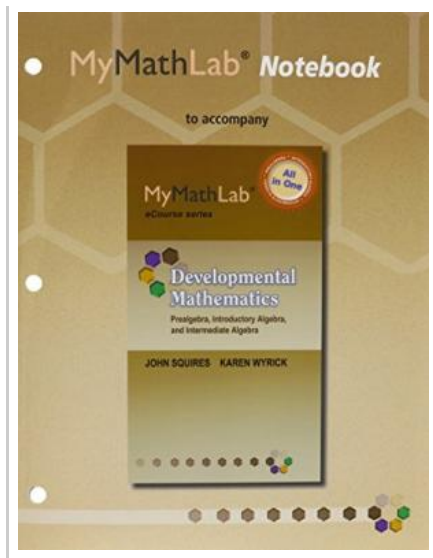 MyMathLab® Notebook
to accompany
All
in One
MyMathLab®
eCourse series
Developmental
Mathematics
Prealgebra, Introductory Algebra,
and Intermediate Algebra
JOHN SQUIRES KAREN WYRICK